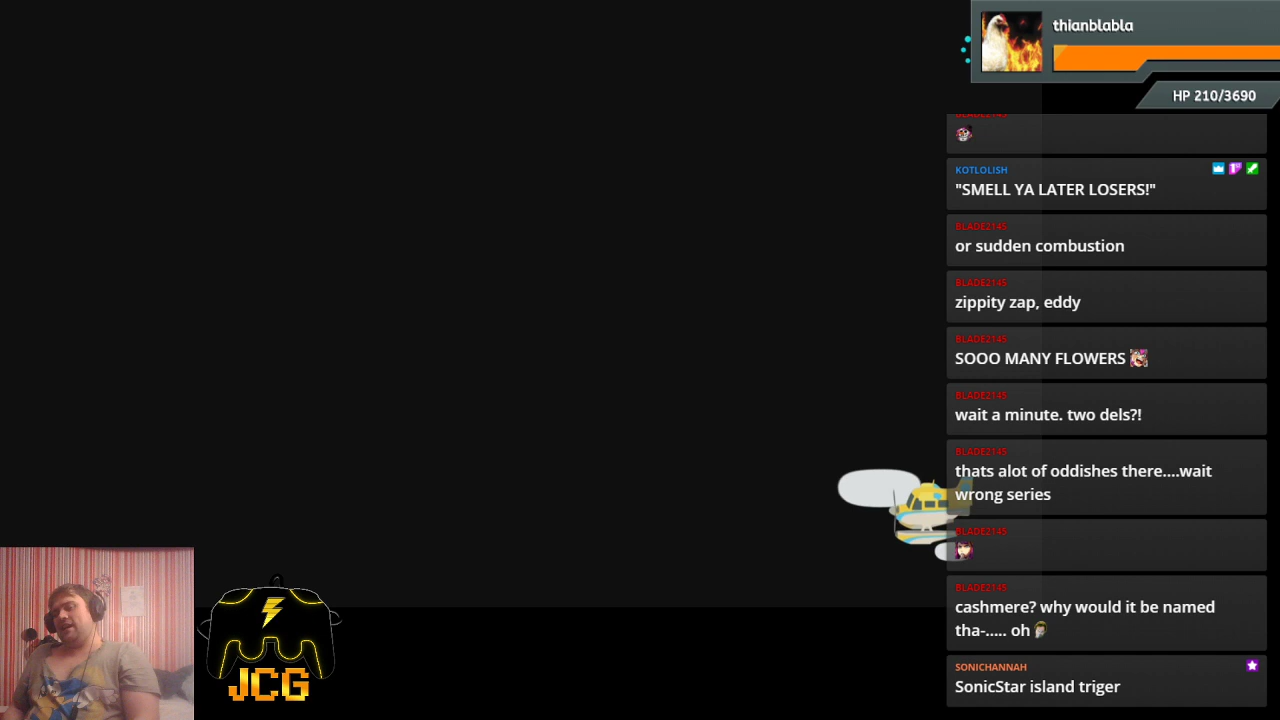 thianblabla
HP 210/3690
BLADE2145
KOTLOLISH
"SMELL YA LATER LOSERS!"
BLADE2145
or sudden combustion
BLADE2145
zippity zap, eddy
BLADE2145
SOOO MANY FLOWERS
BLADE2145
wait a minute. two dels?!
BLADE2145
thats alot of oddishes there....wait
wrong series
BLADE2145
BLADE2145
cashmere? why would it be named
tha-..... oh
SONICHANNAH
SonicStar island triger
JCG